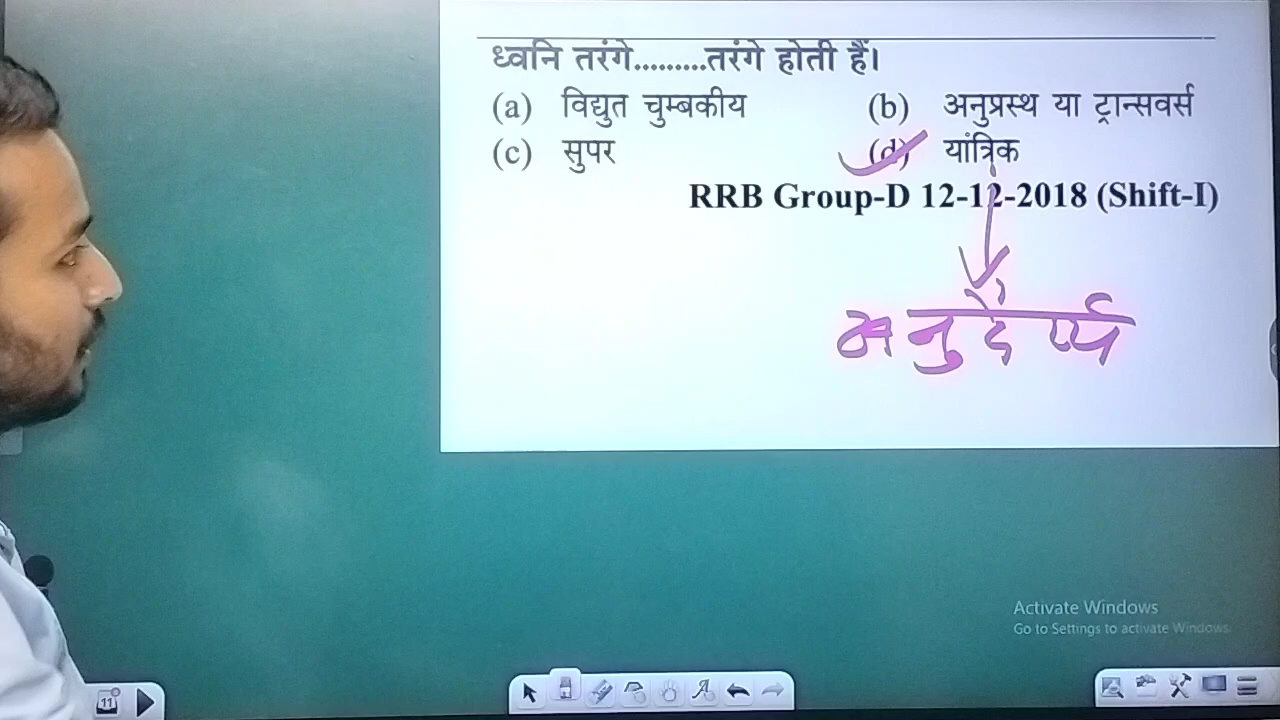 ध्वनि तरंगे.........तरंगे होती हैं।
(a) विद्युत चुम्बकीय (b) अनुप्रस्थ या ट्रान्सवर्स
(c) सुपर (d) यांत्रिक
RRB Group-D 12-12-2018 (Shift-I)
अनुदैर्ध्य
Activate Windows
Go to Settings to activate Windows.
11